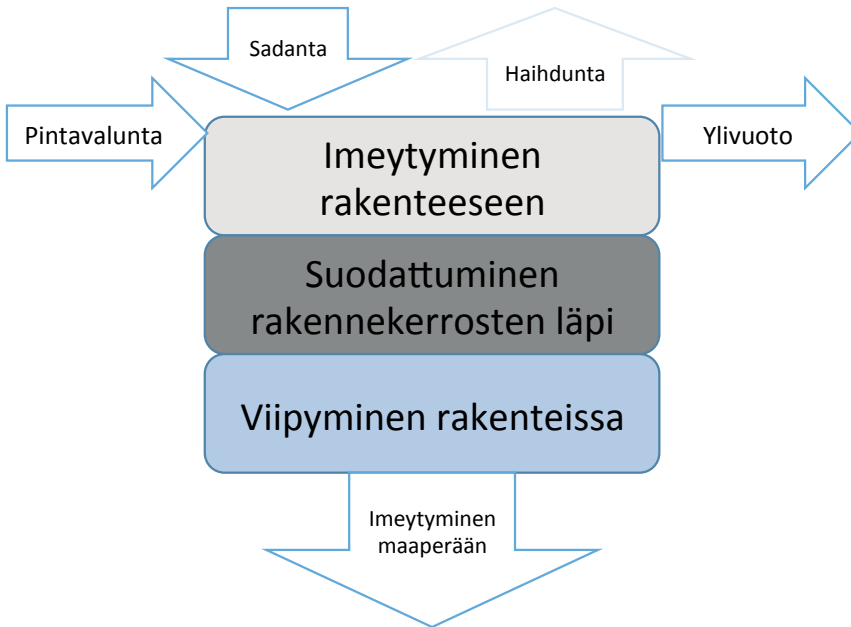 Sadanta
Haihdunta
Pintavalunta
Ylivuoto
Imeytyminen
rakenteeseen
Suodattuminen
rakennekerrosten läpi
Viipyminen rakenteissa
Imeytyminen
maaperään